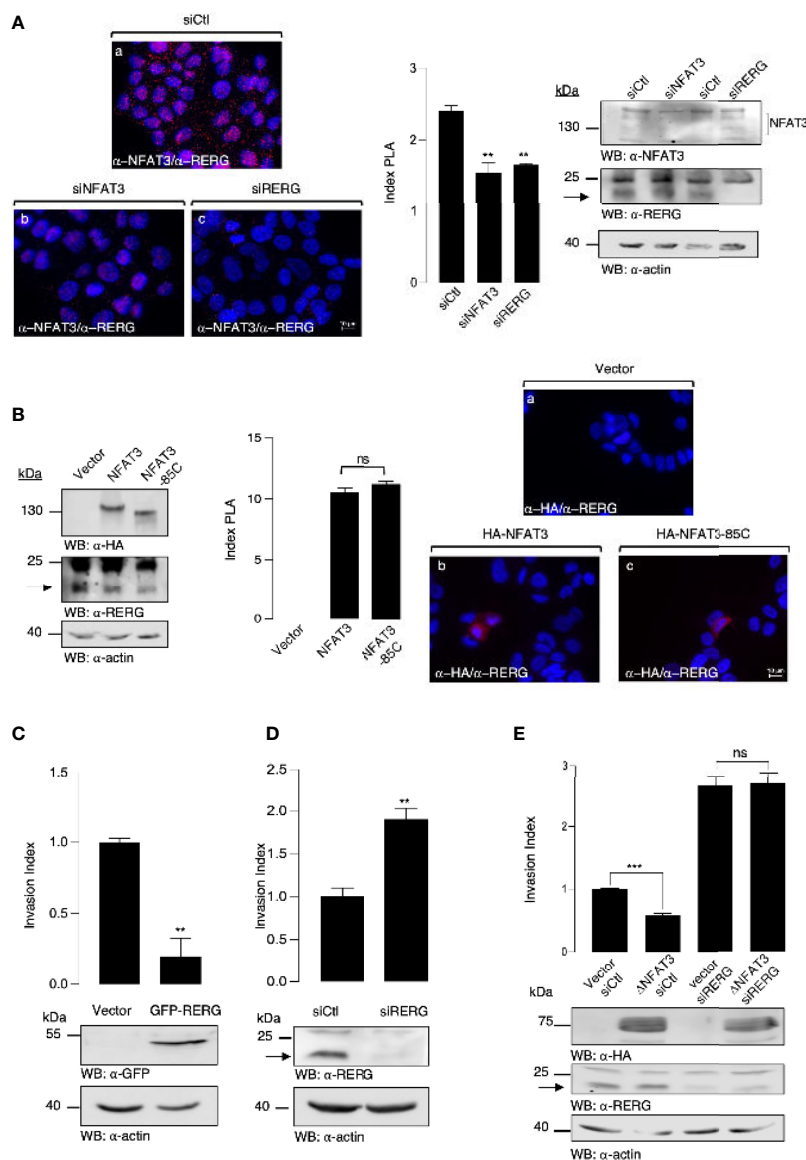 A
siCtl
a
α-NFAT3/α-RERG
siNFAT3
siRERG
b
α-NFAT3/α-RERG
c
α-NFAT3/α-RERG
10 µm
3
2
1
0
Index PLA
**
**
siCtl
siNFAT3
siRERG
kDa
siCtl
siNFAT3
siCtl
siRERG
130
NFAT3
WB: α-NFAT3
25
WB: α-RERG
40
WB: α-actin
B
kDa
Vector
NFAT3
NFAT3
-85C
130
WB: α-HA
25
WB: α-RERG
40
WB: α-actin
15
10
5
0
Index PLA
ns
Vector
NFAT3
NFAT3
-85C
Vector
a
α-HA/α-RERG
HA-NFAT3
HA-NFAT3-85C
b
α-HA/α-RERG
c
α-HA/α-RERG
10 µm
C
1.5
1.0
0.5
0.0
Invasion Index
**
Vector
GFP-RERG
kDa
55
WB: α-GFP
40
WB: α-actin
D
2.5
2.0
1.5
1.0
0.5
0.0
Invasion Index
**
siCtl
siRERG
kDa
25
WB: α-RERG
40
WB: α-actin
E
3
2
1
0
Invasion Index
***
ns
Vector
siCtl
ΔNFAT3
siCtl
vector
siRERG
ΔNFAT3
siRERG
kDa
75
WB: α-HA
25
WB: α-RERG
40
WB: α-actin